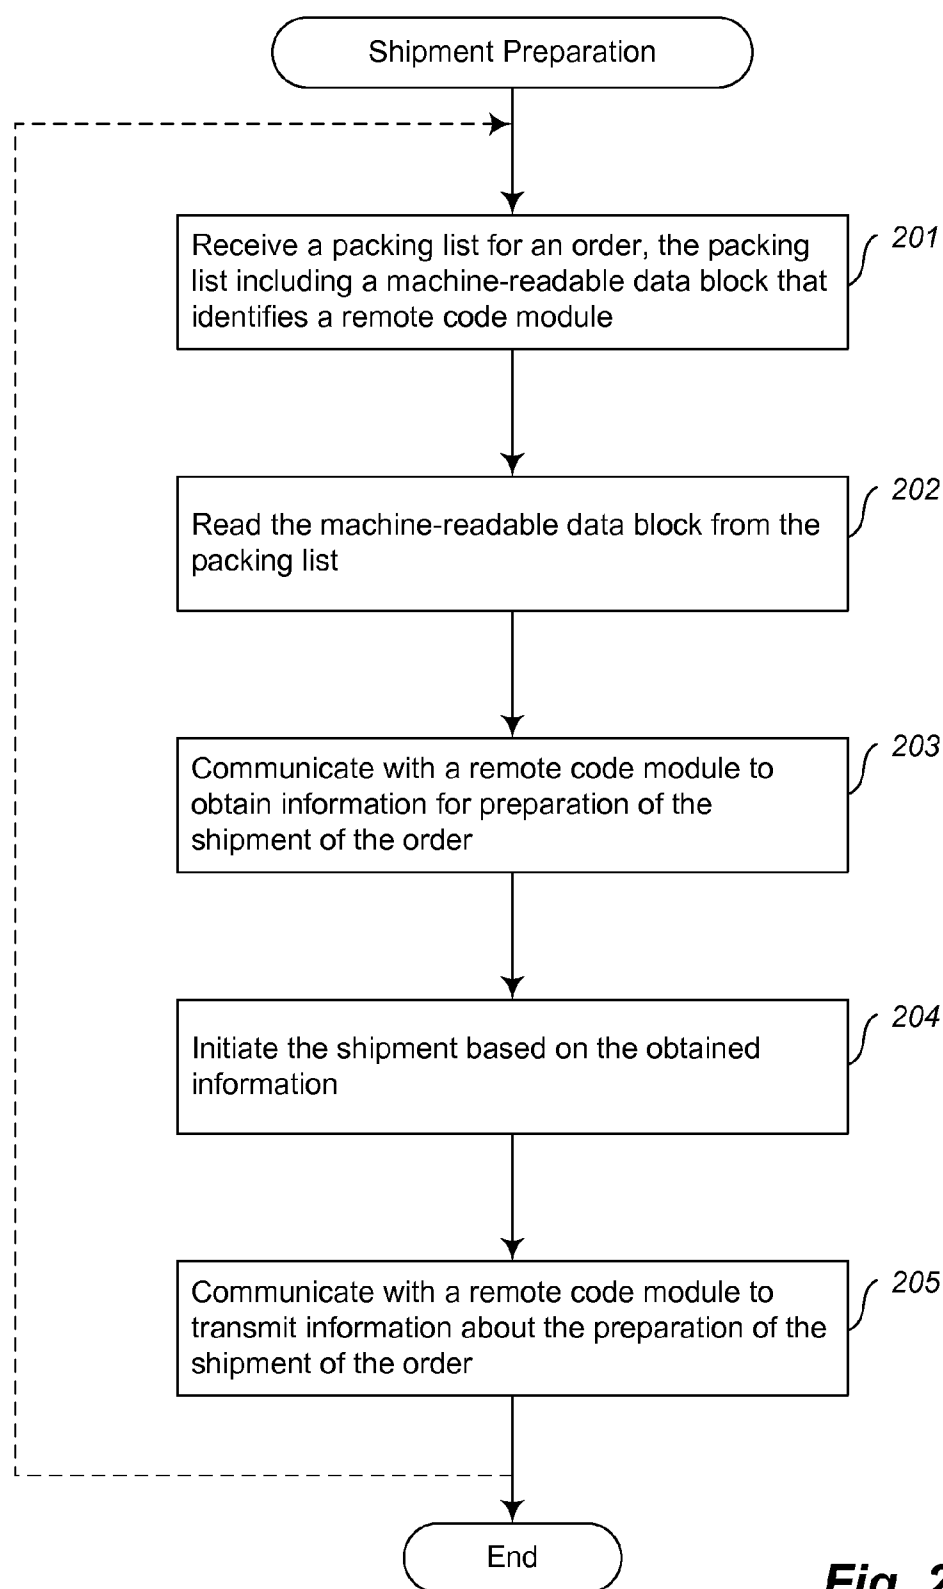 Shipment Preparation
Receive a packing list for an order, the packing
list including a machine-readable data block that
identifies a remote code module
201
Read the machine-readable data block from the
packing list
202
Communicate with a remote code module to
obtain information for preparation of the
shipment of the order
203
Initiate the shipment based on the obtained
information
204
Communicate with a remote code module to
transmit information about the preparation of the
shipment of the order
205
End
Fig. 2